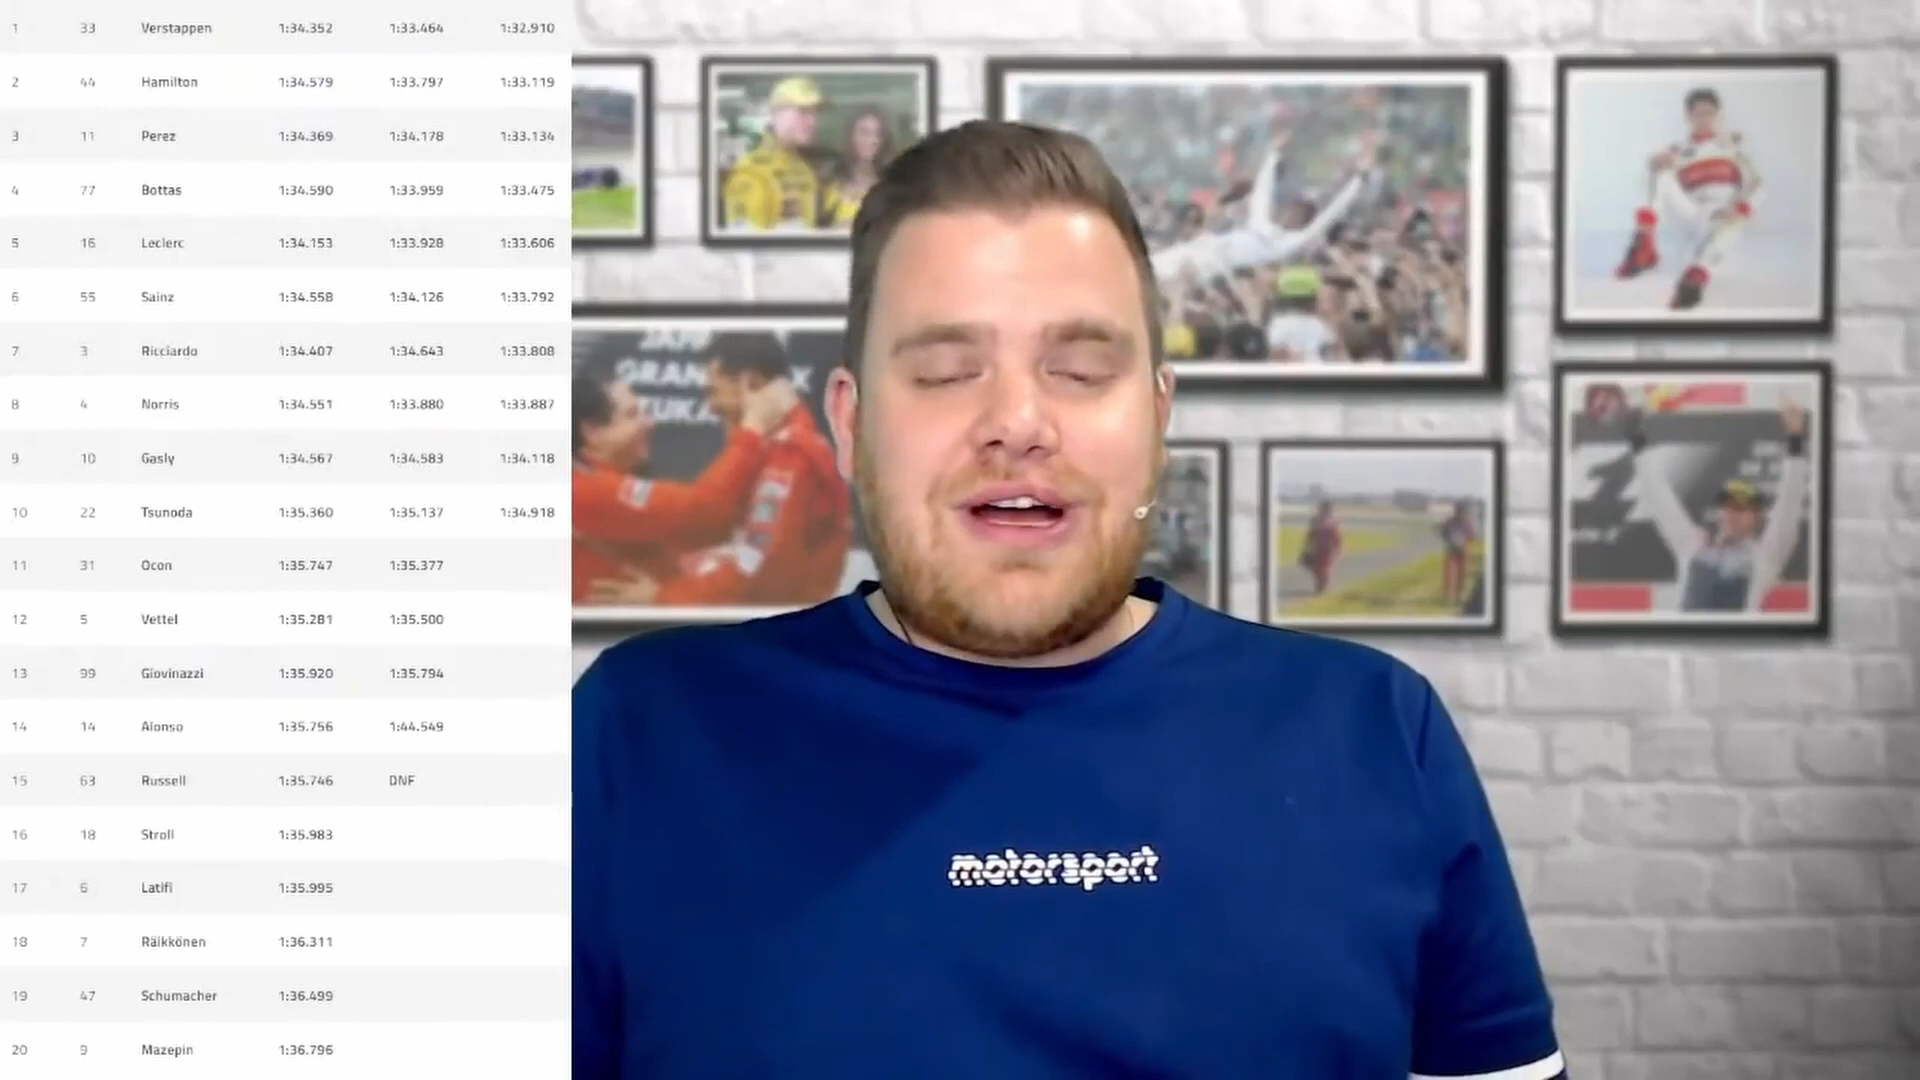 1 33 Verstappen 1:34.352 1:33.464 1:32.910
2 44 Hamilton 1:34.579 1:33.797 1:33.119
3 11 Perez 1:34.369 1:34.178 1:33.134
4 77 Bottas 1:34.590 1:33.959 1:33.475
5 16 Leclerc 1:34.153 1:33.928 1:33.606
6 55 Sainz 1:34.558 1:34.126 1:33.792
7 3 Ricciardo 1:34.407 1:34.643 1:33.808
8 4 Norris 1:34.551 1:33.880 1:33.887
9 10 Gasly 1:34.567 1:34.583 1:34.118
10 22 Tsunoda 1:35.360 1:35.137 1:34.918
11 31 Ocon 1:35.747 1:35.377
12 5 Vettel 1:35.281 1:35.500
13 99 Giovinazzi 1:35.920 1:35.794
14 14 Alonso 1:35.756 1:44.549
15 63 Russell 1:35.746 DNF
16 18 Stroll 1:35.983
17 6 Latifi 1:35.995
18 7 Räikkönen 1:36.311
19 47 Schumacher 1:36.499
20 9 Mazepin 1:36.796
motorsport